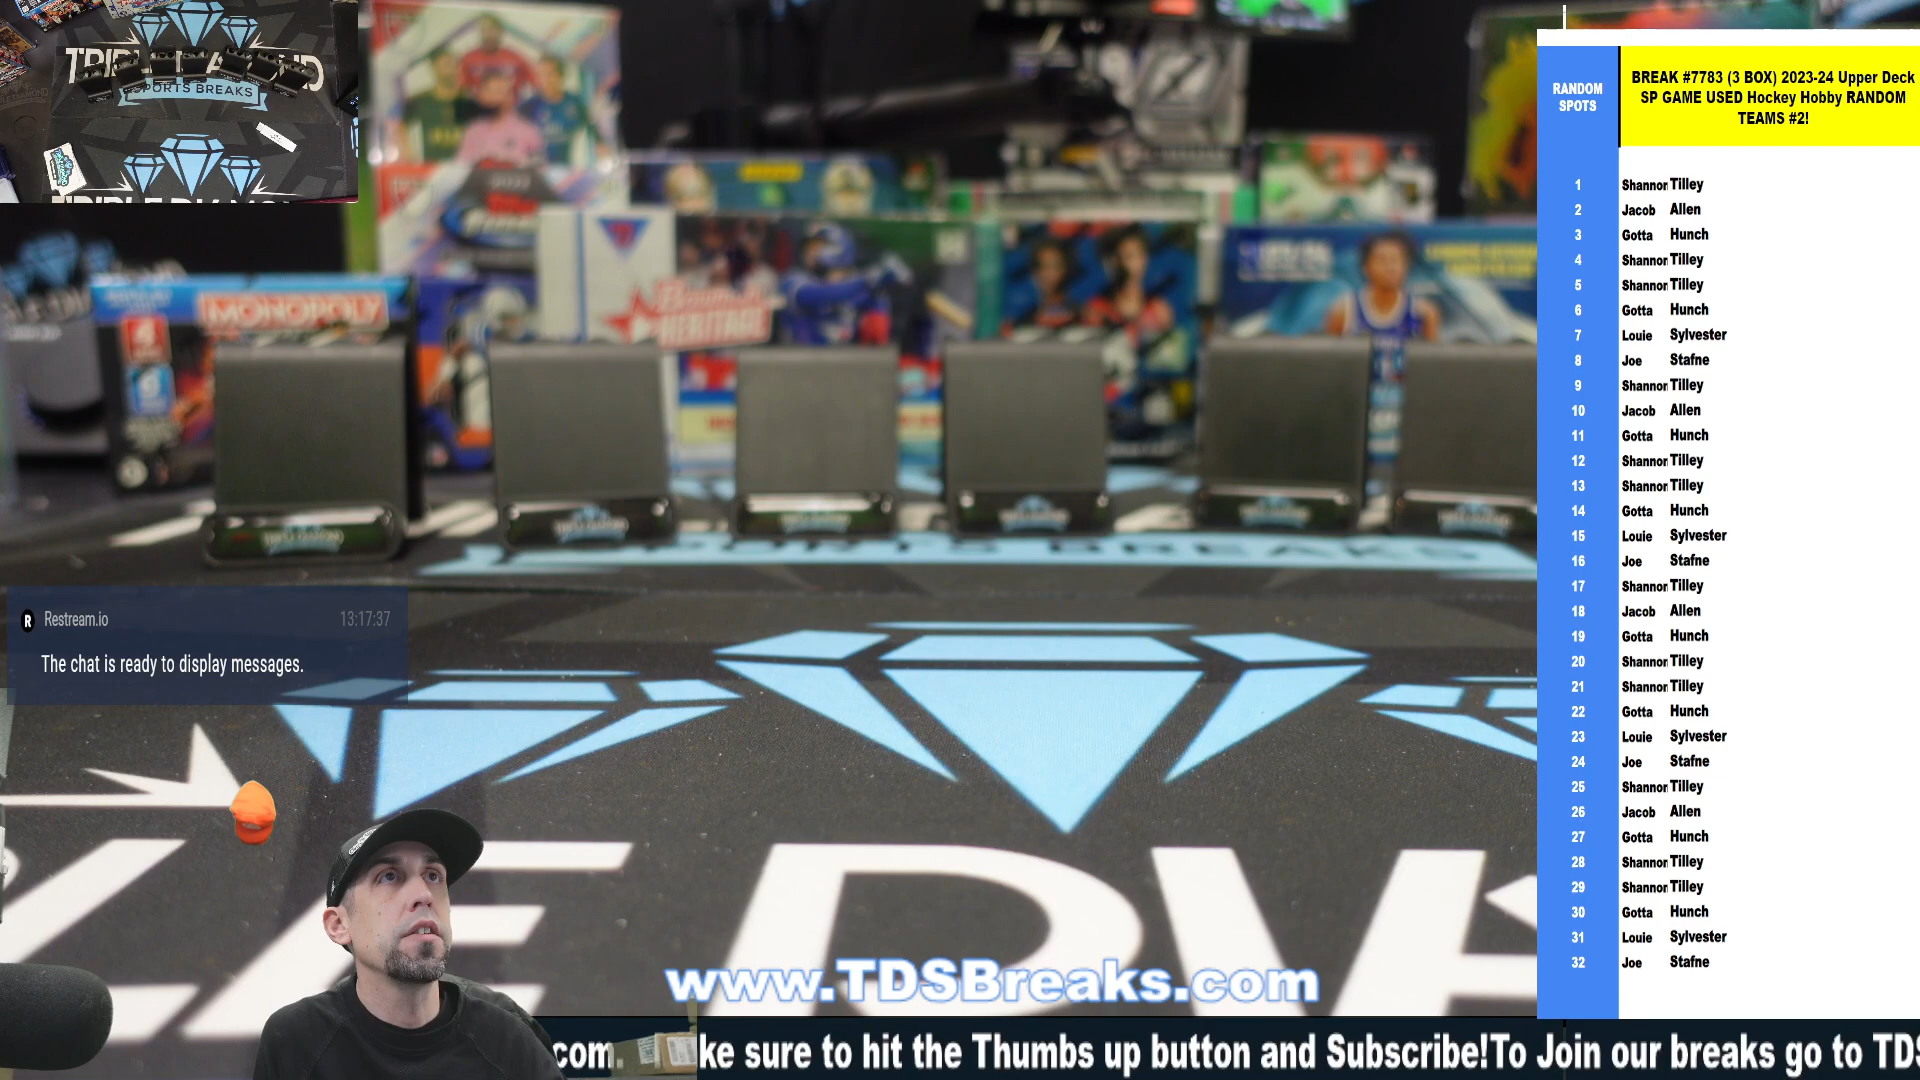 SPORTS BREAKS
MONOPOLY
Bowman
HERITAGE
RANDOM
SPOTS
BREAK #7783 (3 BOX) 2023-24 Upper Deck
SP GAME USED Hockey Hobby RANDOM
TEAMS #2!
1 Shannon Tilley
2 Jacob Allen
3 Gotta Hunch
4 Shannon Tilley
5 Shannon Tilley
6 Gotta Hunch
7 Louie Sylvester
8 Joe Stafne
9 Shannon Tilley
10 Jacob Allen
11 Gotta Hunch
12 Shannon Tilley
13 Shannon Tilley
14 Gotta Hunch
15 Louie Sylvester
16 Joe Stafne
17 Shannon Tilley
18 Jacob Allen
19 Gotta Hunch
20 Shannon Tilley
21 Shannon Tilley
22 Gotta Hunch
23 Louie Sylvester
24 Joe Stafne
25 Shannon Tilley
26 Jacob Allen
27 Gotta Hunch
28 Shannon Tilley
29 Shannon Tilley
30 Gotta Hunch
31 Louie Sylvester
32 Joe Stafne
R Restream.io 13:17:37
The chat is ready to display messages.
www.TDSBreaks.com
com. ke sure to hit the Thumbs up button and Subscribe!To Join our breaks go to TDS